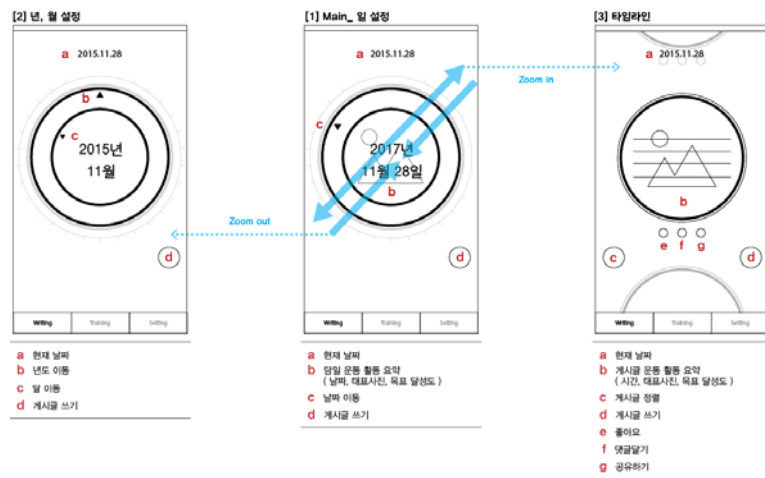 [2] 년, 월 설정
a 2015.11.28
b
c
2015년
11월
d
Writing Training Setting
a 현재 날짜
b 년도 이동
c 달 이동
d 게시글 쓰기
Zoom out
[1] Main_ 일 설정
a 2015.11.28
c
2017년
11월 28일
b
d
Writing Training Setting
a 현재 날짜
b 당일 운동 활동 요약
( 날짜, 대표사진, 목표 달성도 )
c 날짜 이동
d 게시글 쓰기
Zoom in
[3] 타임라인
a 2015.11.28
b
e f g
c d
Writing Training Setting
a 현재 날짜
b 게시글 운동 활동 요약
( 시간, 대표사진, 목표 달성도 )
c 게시글 정렬
d 게시글 쓰기
e 좋아요
f 댓글달기
g 공유하기